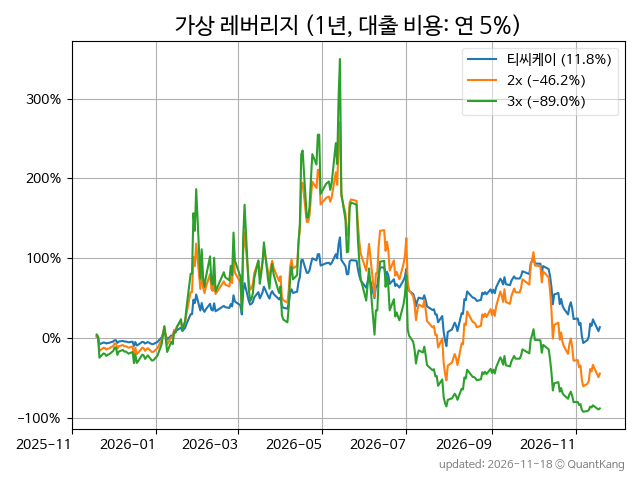 가상 레버리지 (1년, 대출 비용: 연 5%)
티씨케이 (11.8%)
2x (−46.2%)
3x (−89.0%)
300%
200%
100%
0%
−100%
2025−11 2026−01 2026−03 2026−05 2026−07 2026−09 2026−11
updated: 2026-11-18 © QuantKang